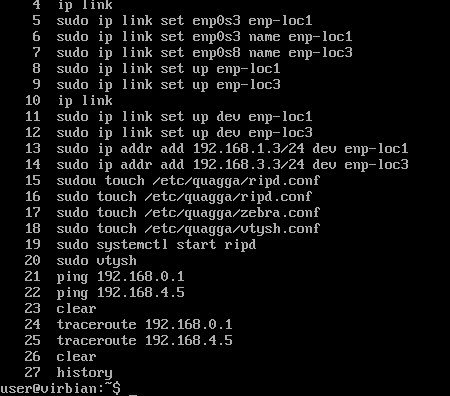 4 ip link
5 sudo ip link set enp0s3 enp-loc1
6 sudo ip link set enp0s3 name enp-loc1
7 sudo ip link set enp0s8 name enp-loc3
8 sudo ip link set up enp-loc1
9 sudo ip link set up enp-loc3
10 ip link
11 sudo ip link set up dev enp-loc1
12 sudo ip link set up dev enp-loc3
13 sudo ip addr add 192.168.1.3/24 dev enp-loc1
14 sudo ip addr add 192.168.3.3/24 dev enp-loc3
15 sudou touch /etc/quagga/ripd.conf
16 sudo touch /etc/quagga/ripd.conf
17 sudo touch /etc/quagga/zebra.conf
18 sudo touch /etc/quagga/vtysh.conf
19 sudo systemctl start ripd
20 sudo vtysh
21 ping 192.168.0.1
22 ping 192.168.4.5
23 clear
24 traceroute 192.168.0.1
25 traceroute 192.168.4.5
26 clear
27 history
user@virbian:~$ _